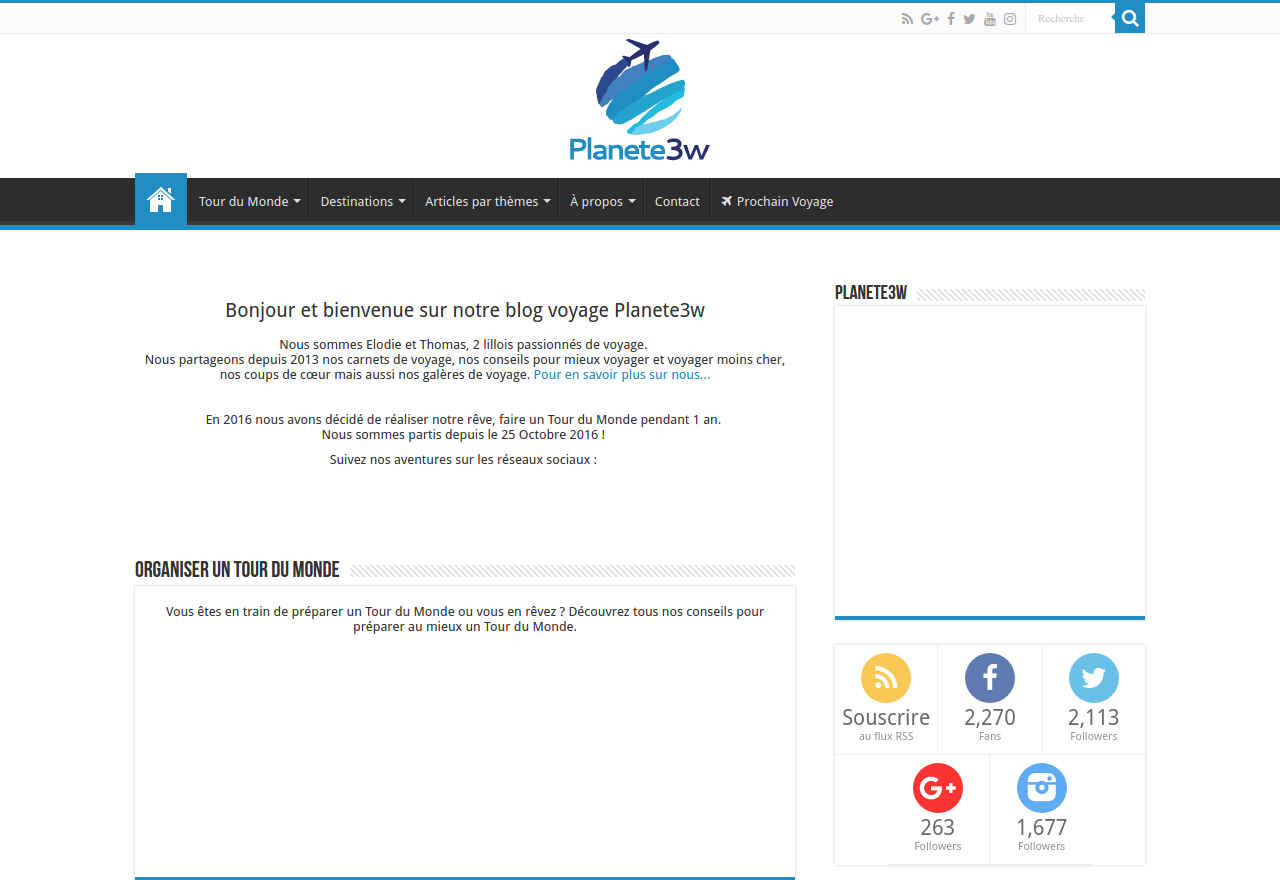 Recherche
Planete3w
Tour du Monde
Destinations
Articles par thèmes
À propos
Contact
Prochain Voyage
Bonjour et bienvenue sur notre blog voyage Planete3w
Nous sommes Elodie et Thomas, 2 lillois passionnés de voyage.
Nous partageons depuis 2013 nos carnets de voyage, nos conseils pour mieux voyager et voyager moins cher,
nos coups de cœur mais aussi nos galères de voyage. Pour en savoir plus sur nous...
En 2016 nous avons décidé de réaliser notre rêve, faire un Tour du Monde pendant 1 an.
Nous sommes partis depuis le 25 Octobre 2016 !
Suivez nos aventures sur les réseaux sociaux :
ORGANISER UN TOUR DU MONDE
Vous êtes en train de préparer un Tour du Monde ou vous en rêvez ? Découvrez tous nos conseils pour
préparer au mieux un Tour du Monde.
PLANETE3W
Souscrire
au flux RSS
2,270
Fans
2,113
Followers
263
Followers
1,677
Followers